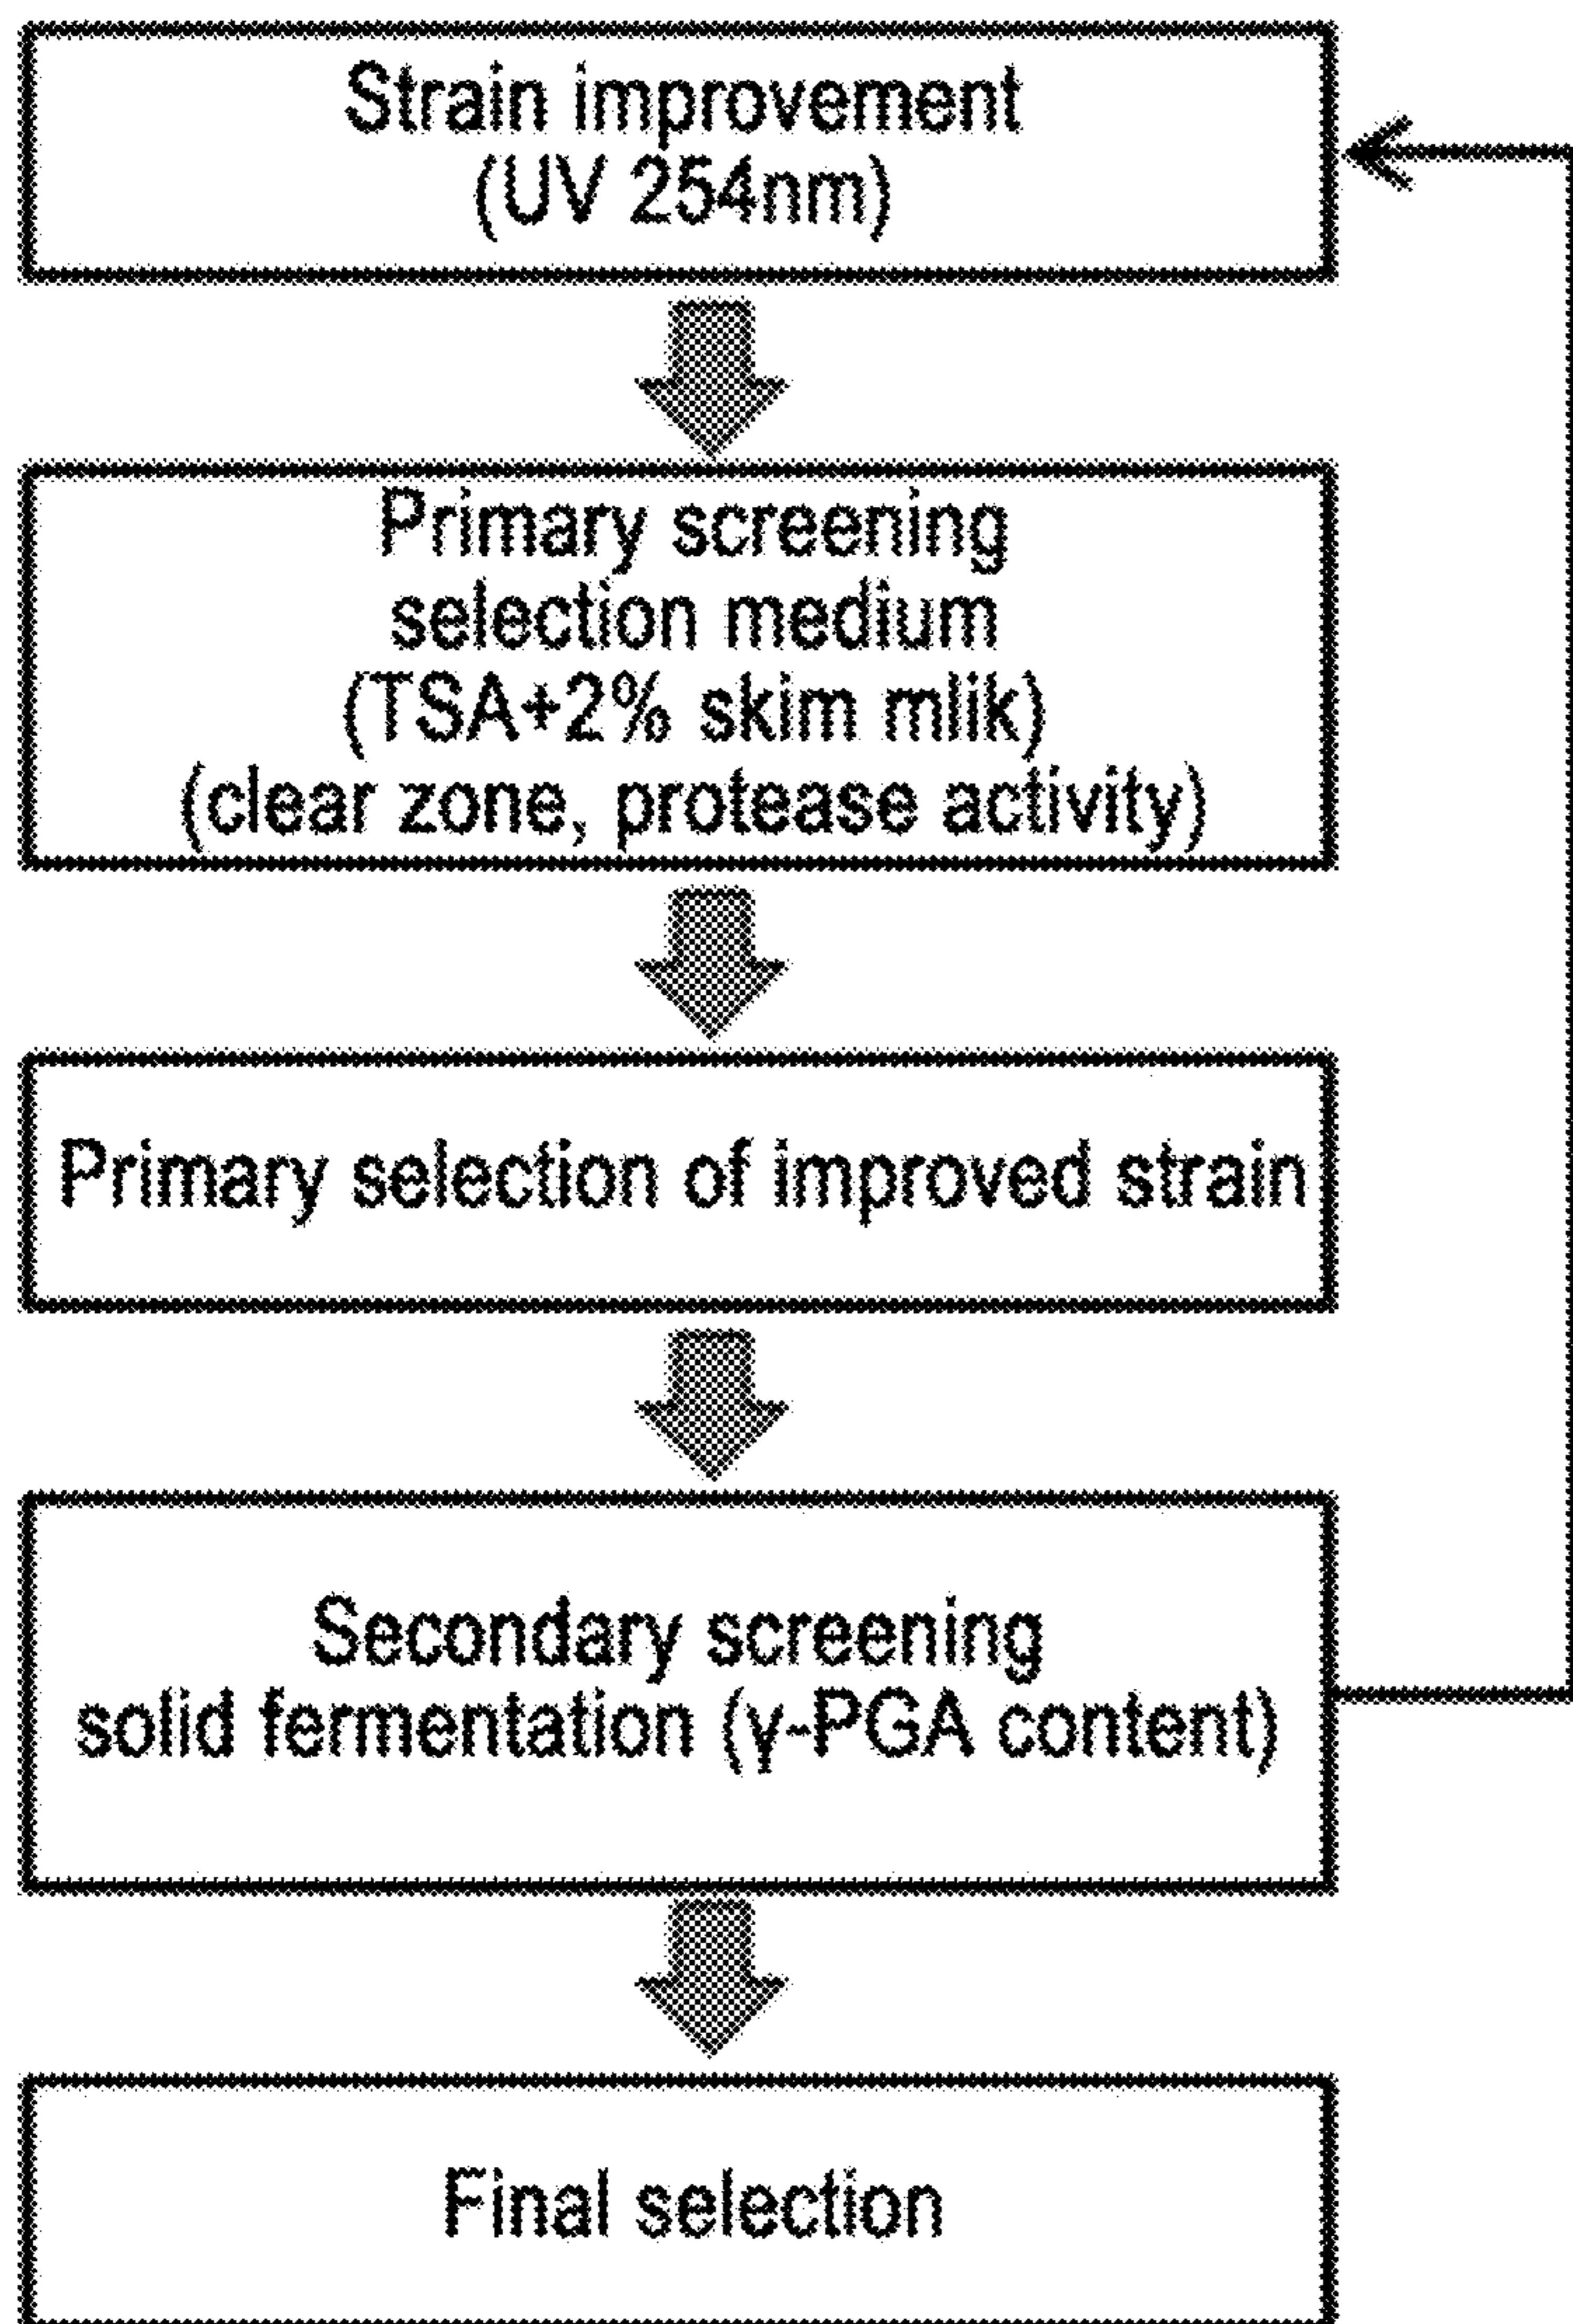 Strain improvement
(UV 254nm)
Primary screening
selection medium
(TSA+2% skim mlik)
(clear zone, protease activity)
Primary selection of improved strain
Secondary screening
solid fermentation (γ-PGA content)
Final selection